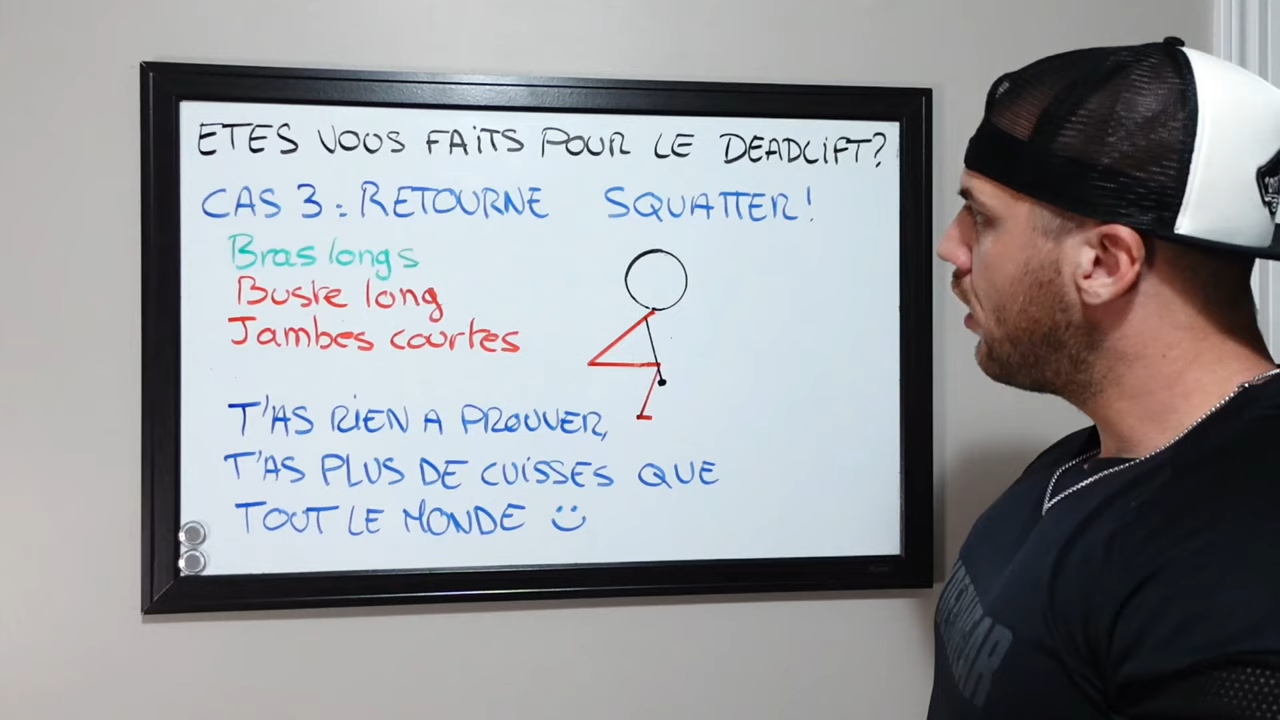 ETES VOUS FAITS POUR LE DEADLIFT?
CAS 3 : RETOURNE SQUATTER!
Bras longs
Buste long
Jambes courtes
T'AS RIEN A PROUVER,
T'AS PLUS DE CUISSES QUE
TOUT LE MONDE :)